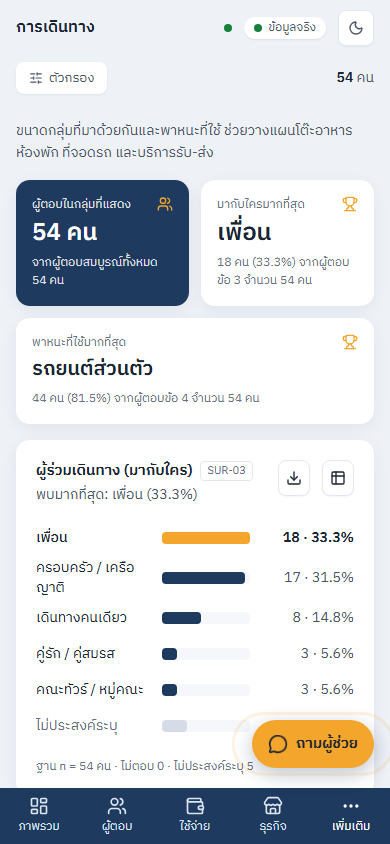 การเดินทาง
ข้อมูลจริง
ตัวกรอง
54 คน
ขนาดกลุ่มที่มาด้วยกันและพาหนะที่ใช้ ช่วยวางแผนโต๊ะอาหาร
ห้องพัก ที่จอดรถ และบริการรับ-ส่ง
ผู้ตอบในกลุ่มที่แสดง
54 คน
จากผู้ตอบสมบูรณ์ทั้งหมด
54 คน
มากับใครมากที่สุด
เพื่อน
18 คน (33.3%) จากผู้ตอบ
ข้อ 3 จำนวน 54 คน
พาหนะที่ใช้มากที่สุด
รถยนต์ส่วนตัว
44 คน (81.5%) จากผู้ตอบข้อ 4 จำนวน 54 คน
ผู้ร่วมเดินทาง (มากับใคร) SUR-03
พบมากที่สุด: เพื่อน (33.3%)
เพื่อน 18 · 33.3%
ครอบครัว / เครือ
ญาติ 17 · 31.5%
เดินทางคนเดียว 8 · 14.8%
คู่รัก / คู่สมรส 3 · 5.6%
คณะทัวร์ / หมู่คณะ 3 · 5.6%
ไม่ประสงค์ระบุ
ถามผู้ช่วย
ฐาน n = 54 คน · ไม่ตอบ 0 · ไม่ประสงค์ระบุ 5
ภาพรวม
ผู้ตอบ
ใช้จ่าย
ธุรกิจ
เพิ่มเติม